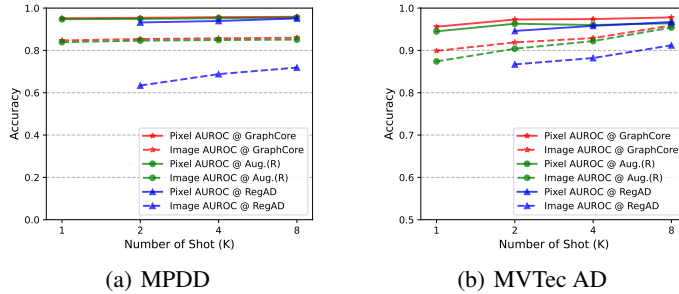 1.0
0.8
0.6
0.4
0.2
0.0
Accuracy
Pixel AUROC @ GraphCore
Image AUROC @ GraphCore
Pixel AUROC @ Aug.(R)
Image AUROC @ Aug.(R)
Pixel AUROC @ RegAD
Image AUROC @ RegAD
1 2 4 8
Number of Shot (K)
(a) MPDD
1.0
0.9
0.8
0.7
0.6
0.5
Accuracy
Pixel AUROC @ GraphCore
Image AUROC @ GraphCore
Pixel AUROC @ Aug.(R)
Image AUROC @ Aug.(R)
Pixel AUROC @ RegAD
Image AUROC @ RegAD
1 2 4 8
Number of Shot (K)
(b) MVTec AD